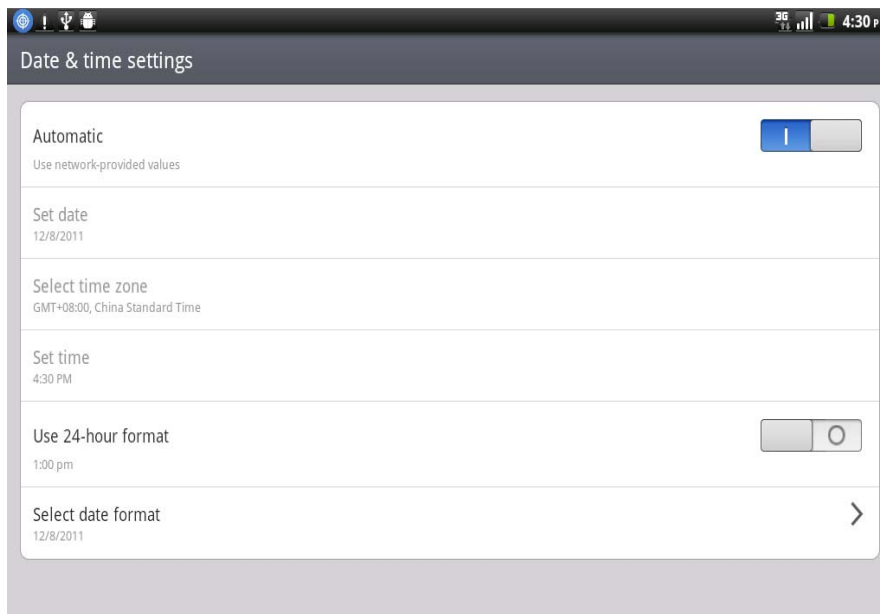 3G 4:30 P
Date & time settings
Automatic
Use network-provided values
Set date
12/8/2011
Select time zone
GMT+08:00, China Standard Time
Set time
4:30 PM
Use 24-hour format
1:00 pm
Select date format
12/8/2011